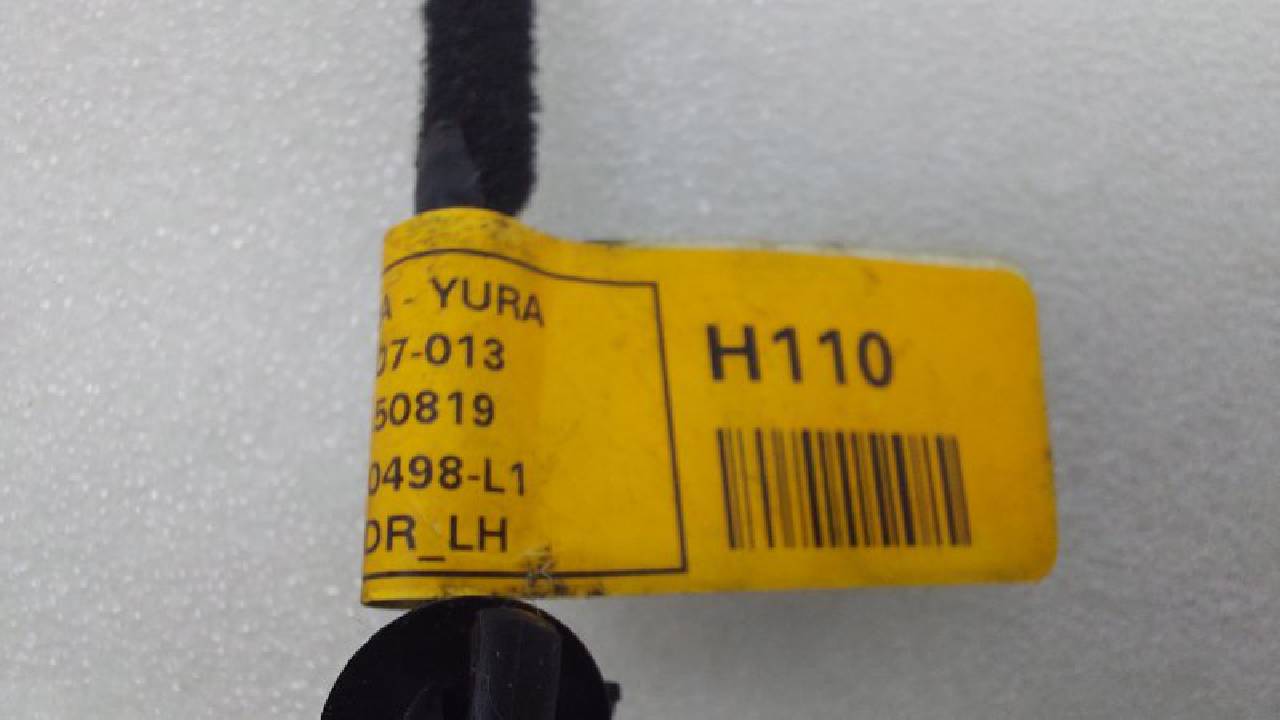 A - YURA
07-013
50819
0498-L1
DR_LH
H110